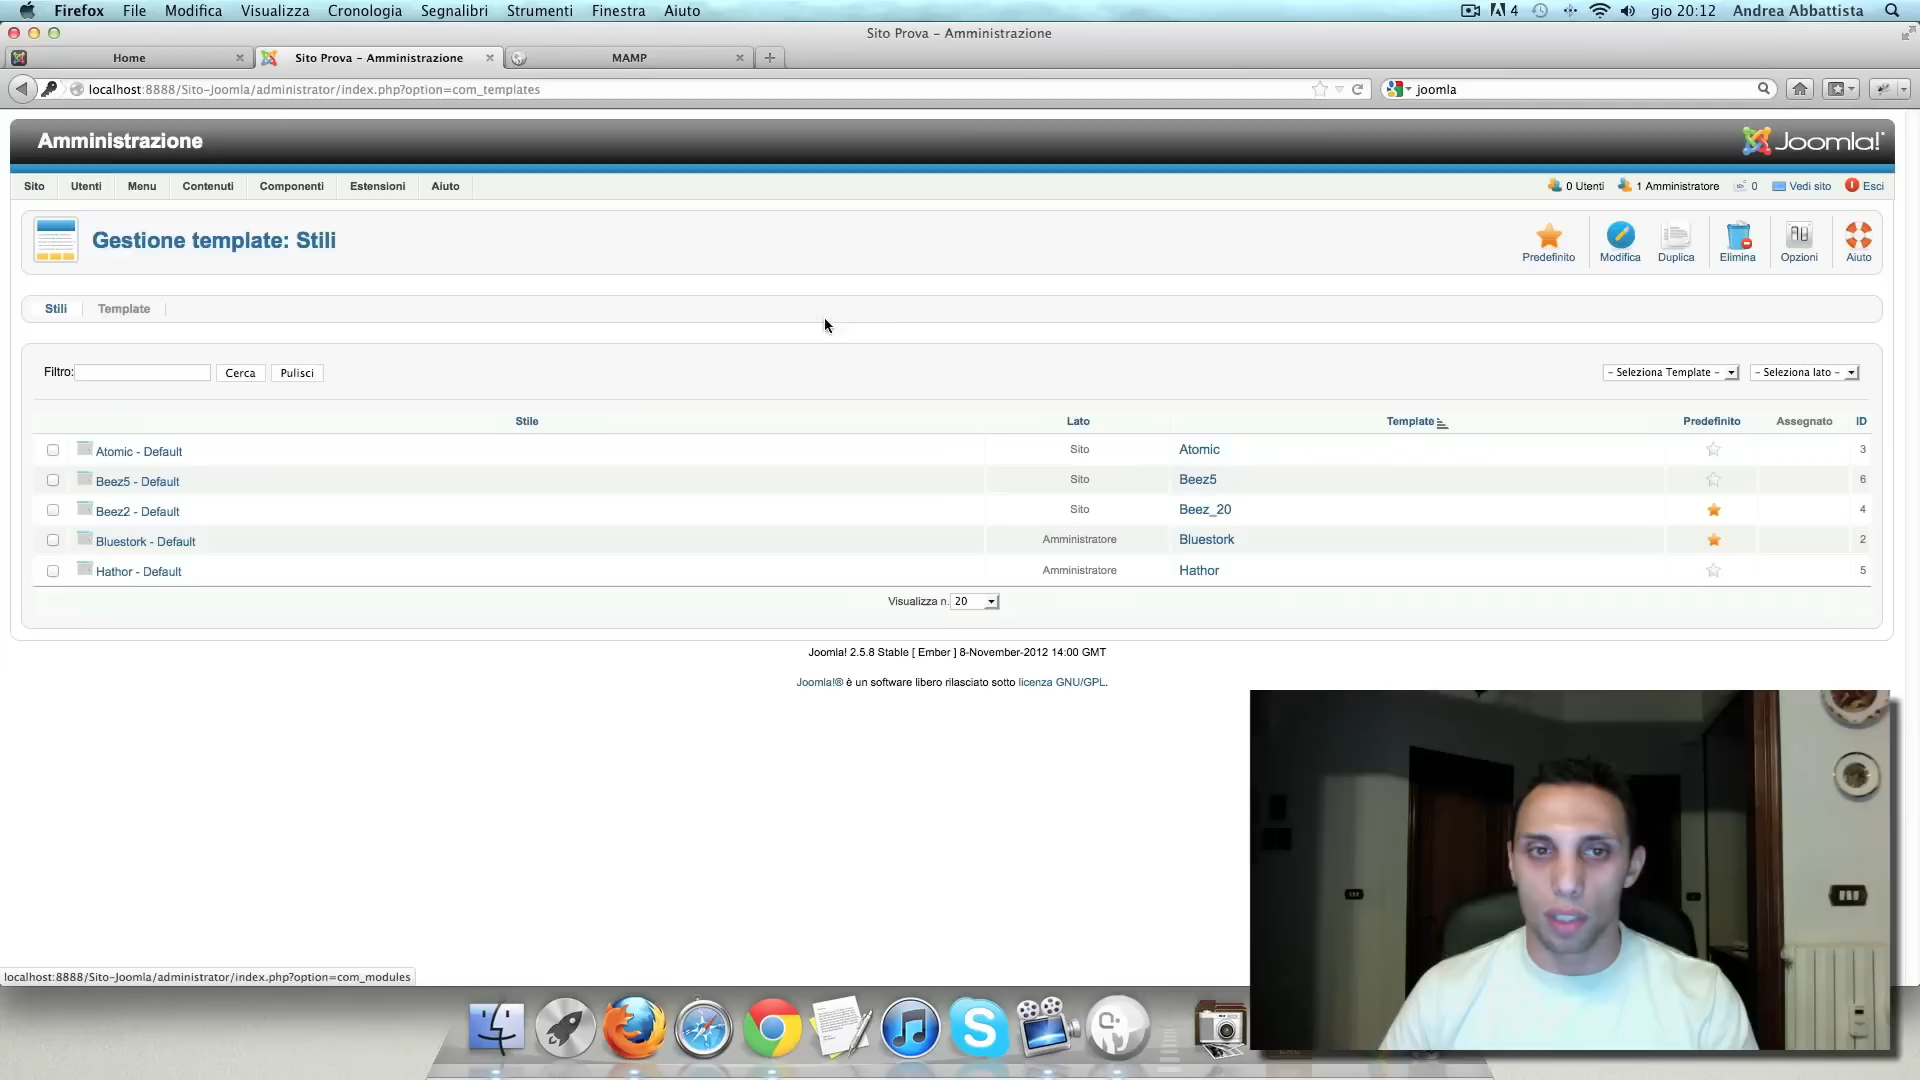 Firefox File Modifica Visualizza Cronologia Segnalibri Strumenti Finestra Aiuto 4 gio 20:12 Andrea Abbattista
Sito Prova – Amministrazione
Home Sito Prova – Amministrazione MAMP
localhost:8888/Sito-Joomla/administrator/index.php?option=com_templates joomla
Amministrazione Joomla!
Sito Utenti Menu Contenuti Componenti Estensioni Aiuto 0 Utenti 1 Amministratore 0 Vedi sito Esci
Gestione template: Stili
Predefinito Modifica Duplica Elimina Opzioni Aiuto
Stili Template
Filtro: Cerca Pulisci – Seleziona Template – – Seleziona lato –
Stile Lato Template Predefinito Assegnato ID
Atomic - Default Sito Atomic 3
Beez5 - Default Sito Beez5 6
Beez2 - Default Sito Beez_20 4
Bluestork - Default Amministratore Bluestork 2
Hathor - Default Amministratore Hathor 5
Visualizza n. 20
Joomla! 2.5.8 Stable [ Ember ] 8-November-2012 14:00 GMT
Joomla!® è un software libero rilasciato sotto licenza GNU/GPL.
localhost:8888/Sito-Joomla/administrator/index.php?option=com_modules